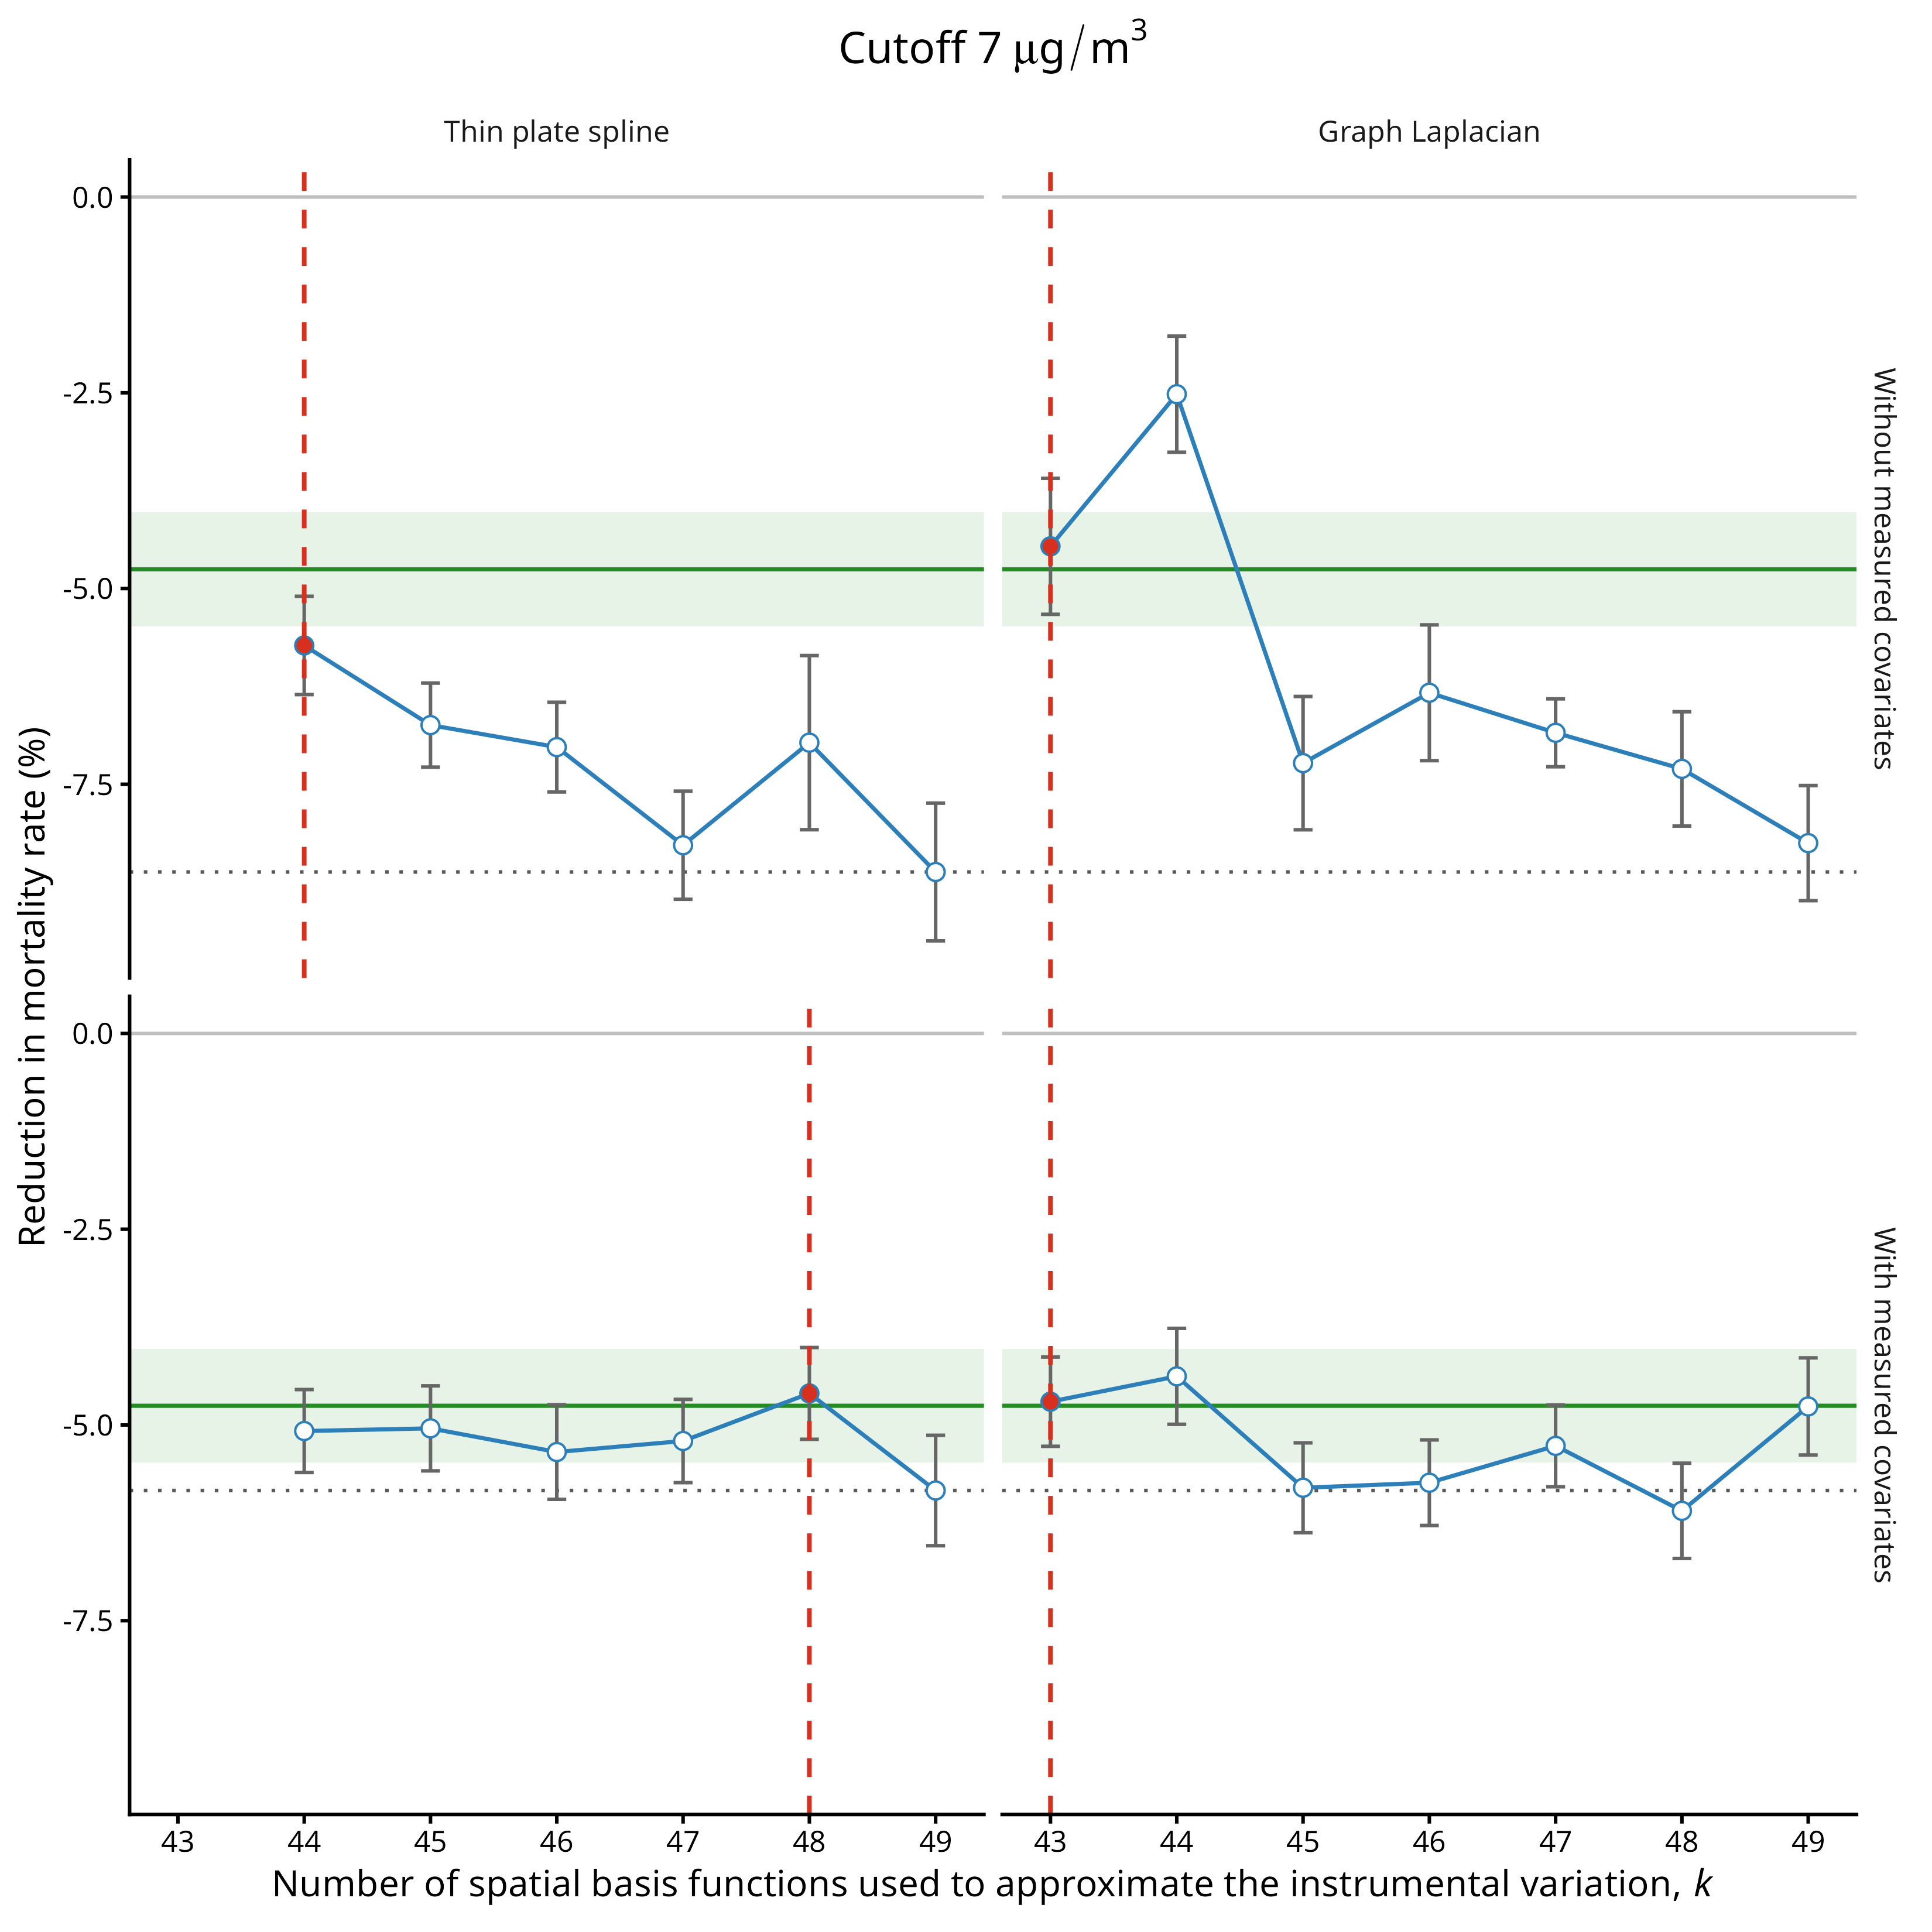 Cutoff 7 μg/m³
Thin plate spline
Graph Laplacian
0.0
-2.5
-5.0
-7.5
Without measured covariates
Reduction in mortality rate (%)
0.0
-2.5
-5.0
-7.5
With measured covariates
43 44 45 46 47 48 49
43 44 45 46 47 48 49
Number of spatial basis functions used to approximate the instrumental variation, k